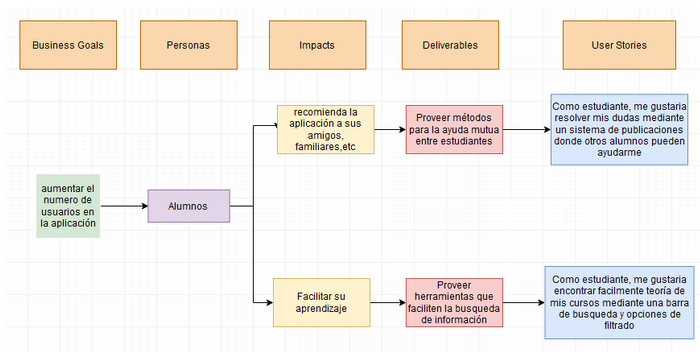 Business Goals
Personas
Impacts
Deliverables
User Stories
recomienda la
aplicación a sus
amigos,
familiares,etc
Proveer métodos
para la ayuda mutua
entre estudiantes
Como estudiante, me gustaria
resolver mis dudas mediante
un sistema de publicaciones
donde otros alumnos pueden
ayudarme
aumentar el
numero de
usuarios en
la aplicación
Alumnos
Facilitar su
aprendizaje
Proveer
herramientas que
faciliten la busqueda
de información
Como estudiante, me gustaria
encontrar facilmente teoría de
mis cursos mediante una barra
de busqueda y opciones de
filtrado